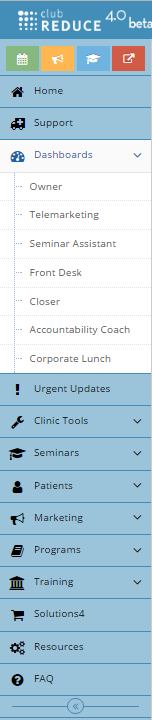 club
REDUCE 4.0 beta
Home
Support
Dashboards
Owner
Telemarketing
Seminar Assistant
Front Desk
Closer
Accountability Coach
Corporate Lunch
Urgent Updates
Clinic Tools
Seminars
Patients
Marketing
Programs
Training
Solutions4
Resources
FAQ